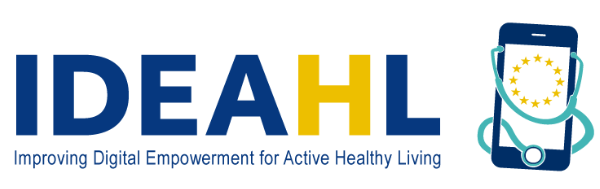 IDEAHL
Improving Digital Empowerment for Active Healthy Living